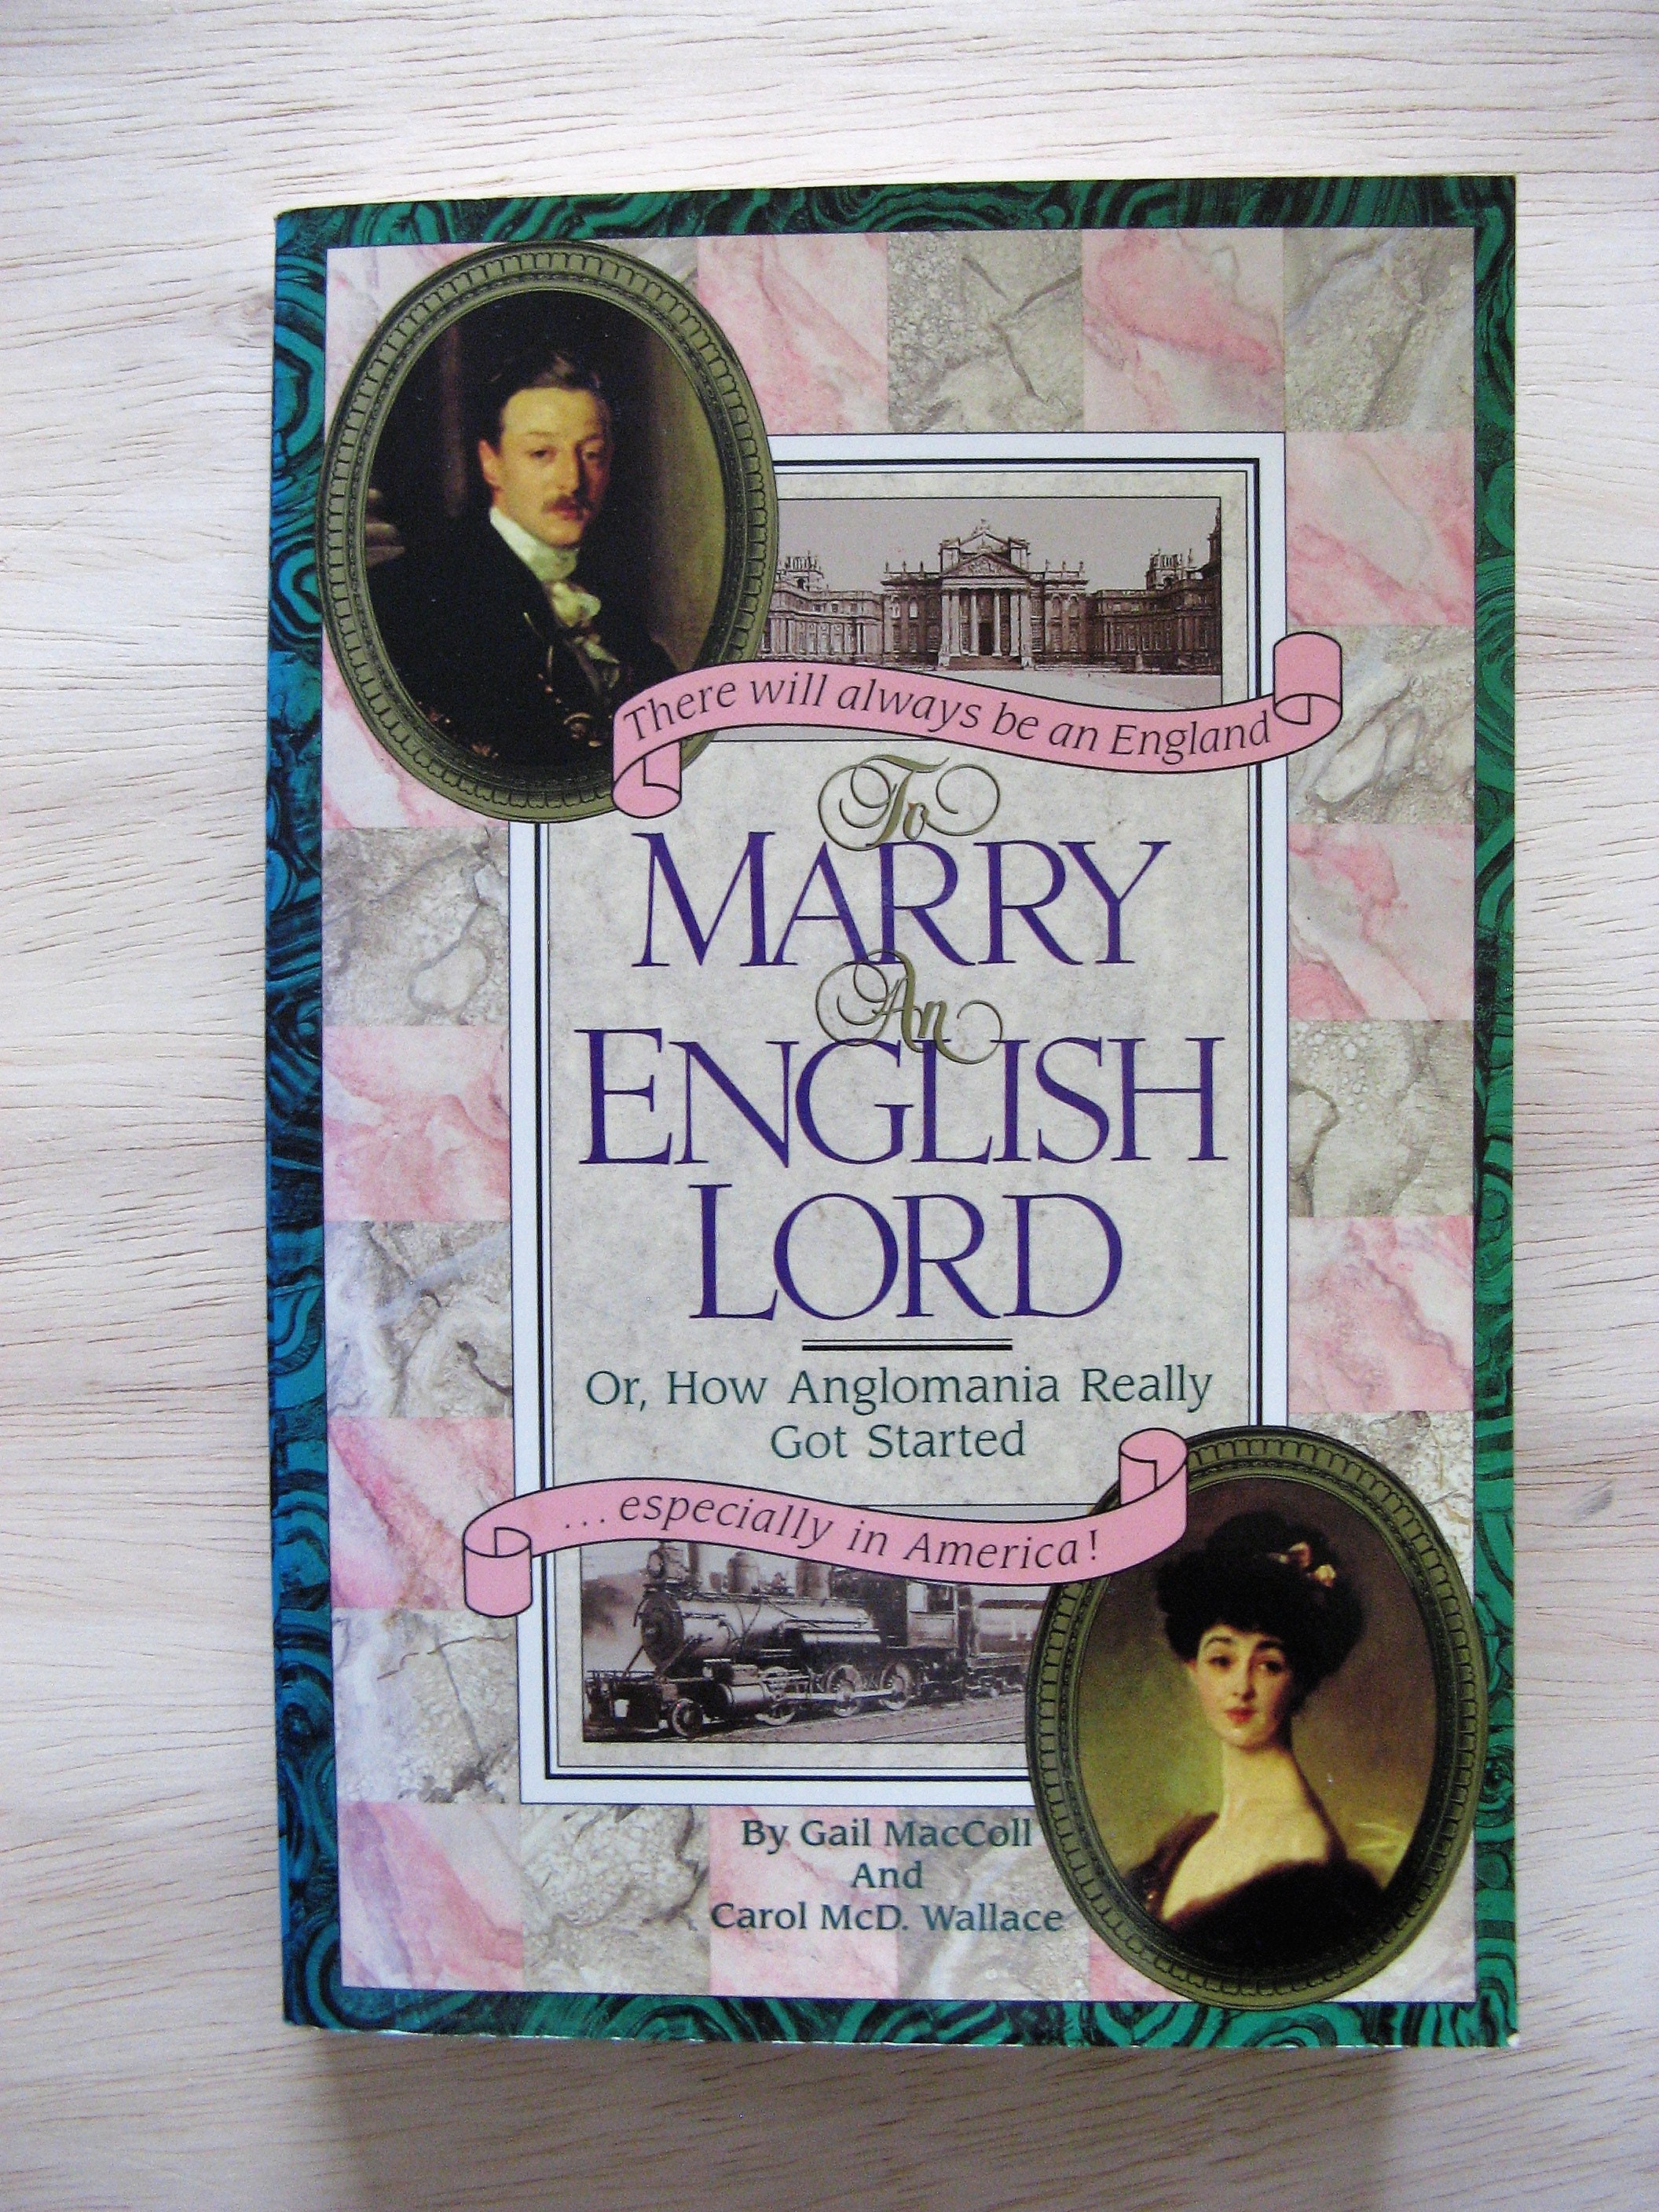 There will always be an England
To
MARRY
An
ENGLISH
LORD
Or, How Anglomania Really
Got Started
... especially in America!
By Gail MacColl
And
Carol McD. Wallace